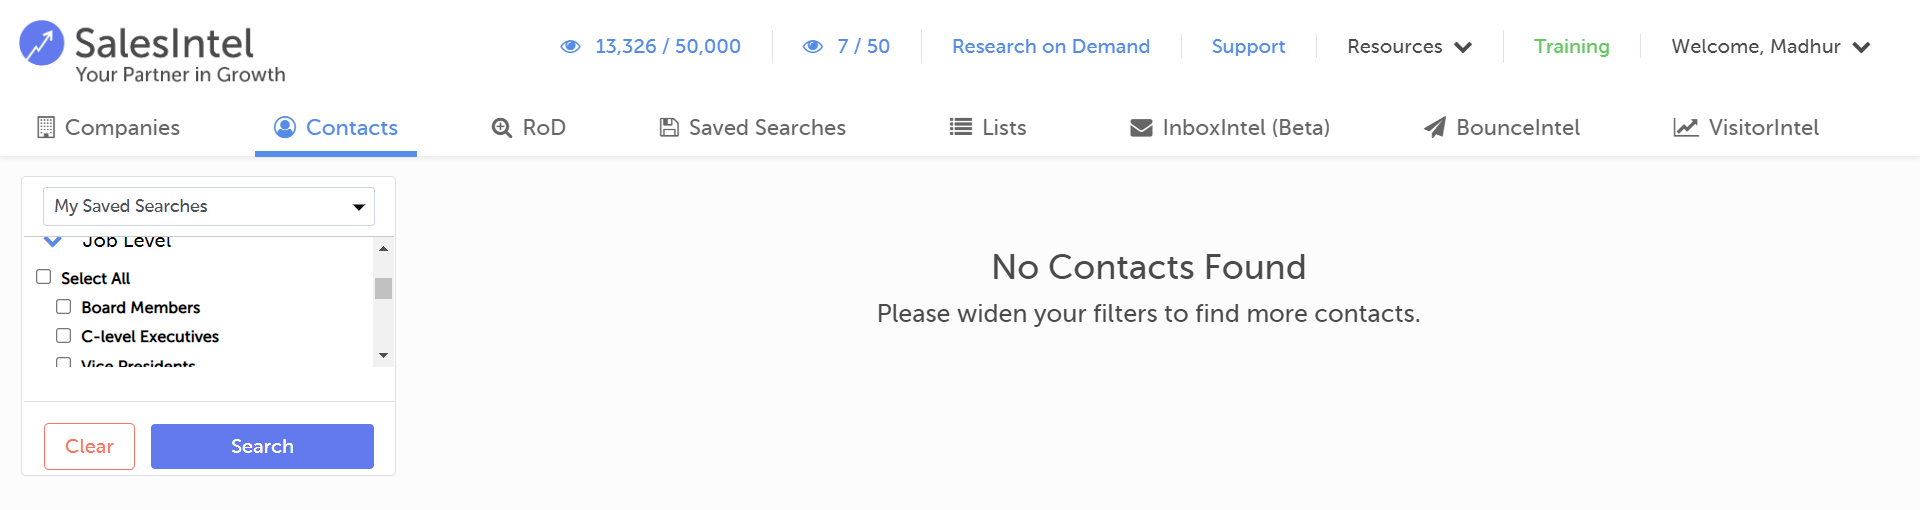 SalesIntel
Your Partner in Growth
13,326 / 50,000
7 / 50
Research on Demand
Support
Resources
Training
Welcome, Madhur
Companies
Contacts
RoD
Saved Searches
Lists
InboxIntel (Beta)
BounceIntel
VisitorIntel
My Saved Searches
Job Level
Select All
Board Members
C-level Executives
Vice Presidents
Clear
Search
No Contacts Found
Please widen your filters to find more contacts.